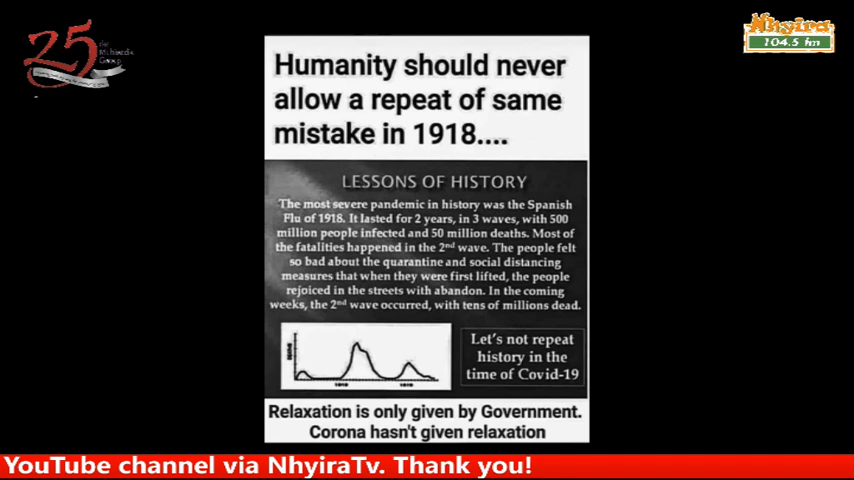 25
the
Multimedia
Group
Nhyira
104.5 fm
Humanity should never
allow a repeat of same
mistake in 1918....
LESSONS OF HISTORY
The most severe pandemic in history was the Spanish
Flu of 1918. It lasted for 2 years, in 3 waves, with 500
million people infected and 50 million deaths. Most of
the fatalities happened in the 2nd wave. The people felt
so bad about the quarantine and social distancing
measures that when they were first lifted, the people
rejoiced in the streets with abandon. In the coming
weeks, the 2nd wave occurred, with tens of millions dead.
1918
1919
Let's not repeat
history in the
time of Covid-19
Relaxation is only given by Government.
Corona hasn't given relaxation
YouTube channel via NhyiraTv. Thank you!